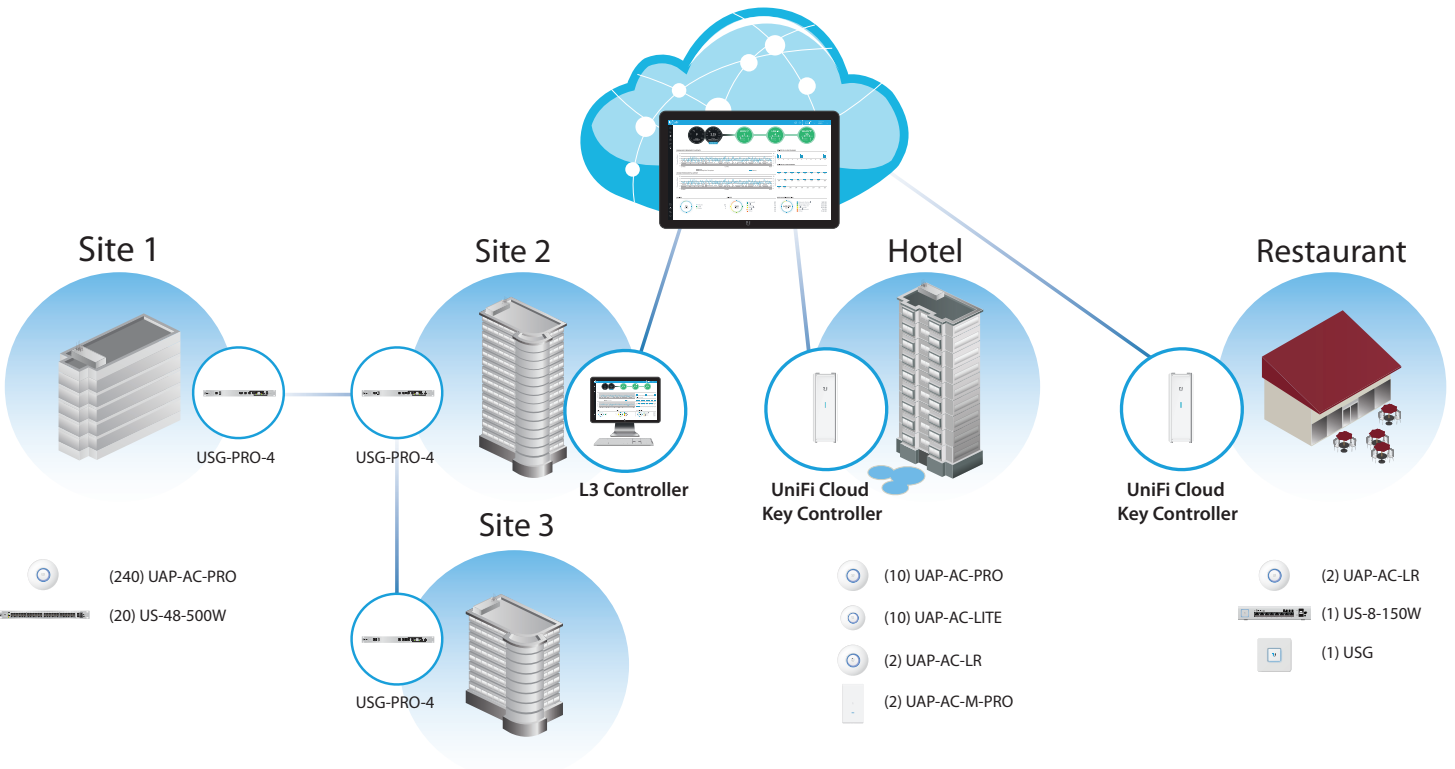 Site 1
Site 2
Hotel
Restaurant
USG-PRO-4
USG-PRO-4
L3 Controller
UniFi Cloud
Key Controller
UniFi Cloud
Key Controller
Site 3
USG-PRO-4
(240) UAP-AC-PRO
(20) US-48-500W
(10) UAP-AC-PRO
(10) UAP-AC-LITE
(2) UAP-AC-LR
(2) UAP-AC-M-PRO
(2) UAP-AC-LR
(1) US-8-150W
(1) USG